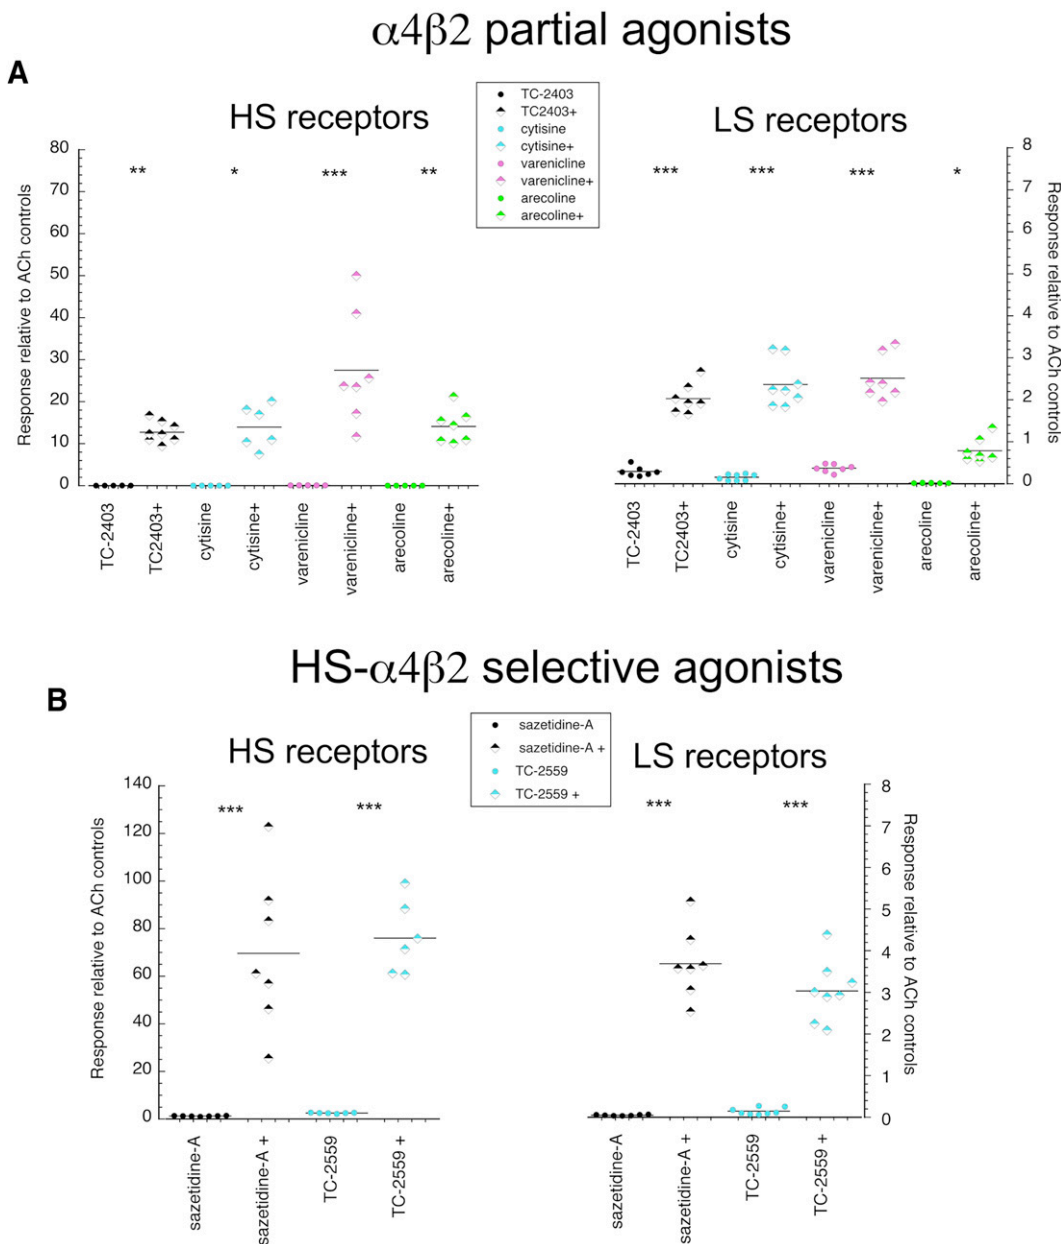 α4β2 partial agonists
A
HS receptors
TC-2403
TC2403+
cytisine
cytisine+
varenicline
varenicline+
arecoline
arecoline+
LS receptors
Response relative to ACh controls
80
70
60
50
40
30
20
10
0
** * *** **
TC-2403 TC2403+ cytisine cytisine+ varenicline varenicline+ arecoline arecoline+
*** *** *** *
8
7
6
5
4
3
2
1
0
Response relative to ACh controls
TC-2403 TC2403+ cytisine cytisine+ varenicline varenicline+ arecoline arecoline+
HS-α4β2 selective agonists
B
HS receptors
sazetidine-A
sazetidine-A +
TC-2559
TC-2559 +
LS receptors
Response relative to ACh controls
140
120
100
80
60
40
20
0
*** ***
sazetidine-A sazetidine-A + TC-2559 TC-2559 +
*** ***
8
7
6
5
4
3
2
1
0
Response relative to ACh controls
sazetidine-A sazetidine-A + TC-2559 TC-2559 +